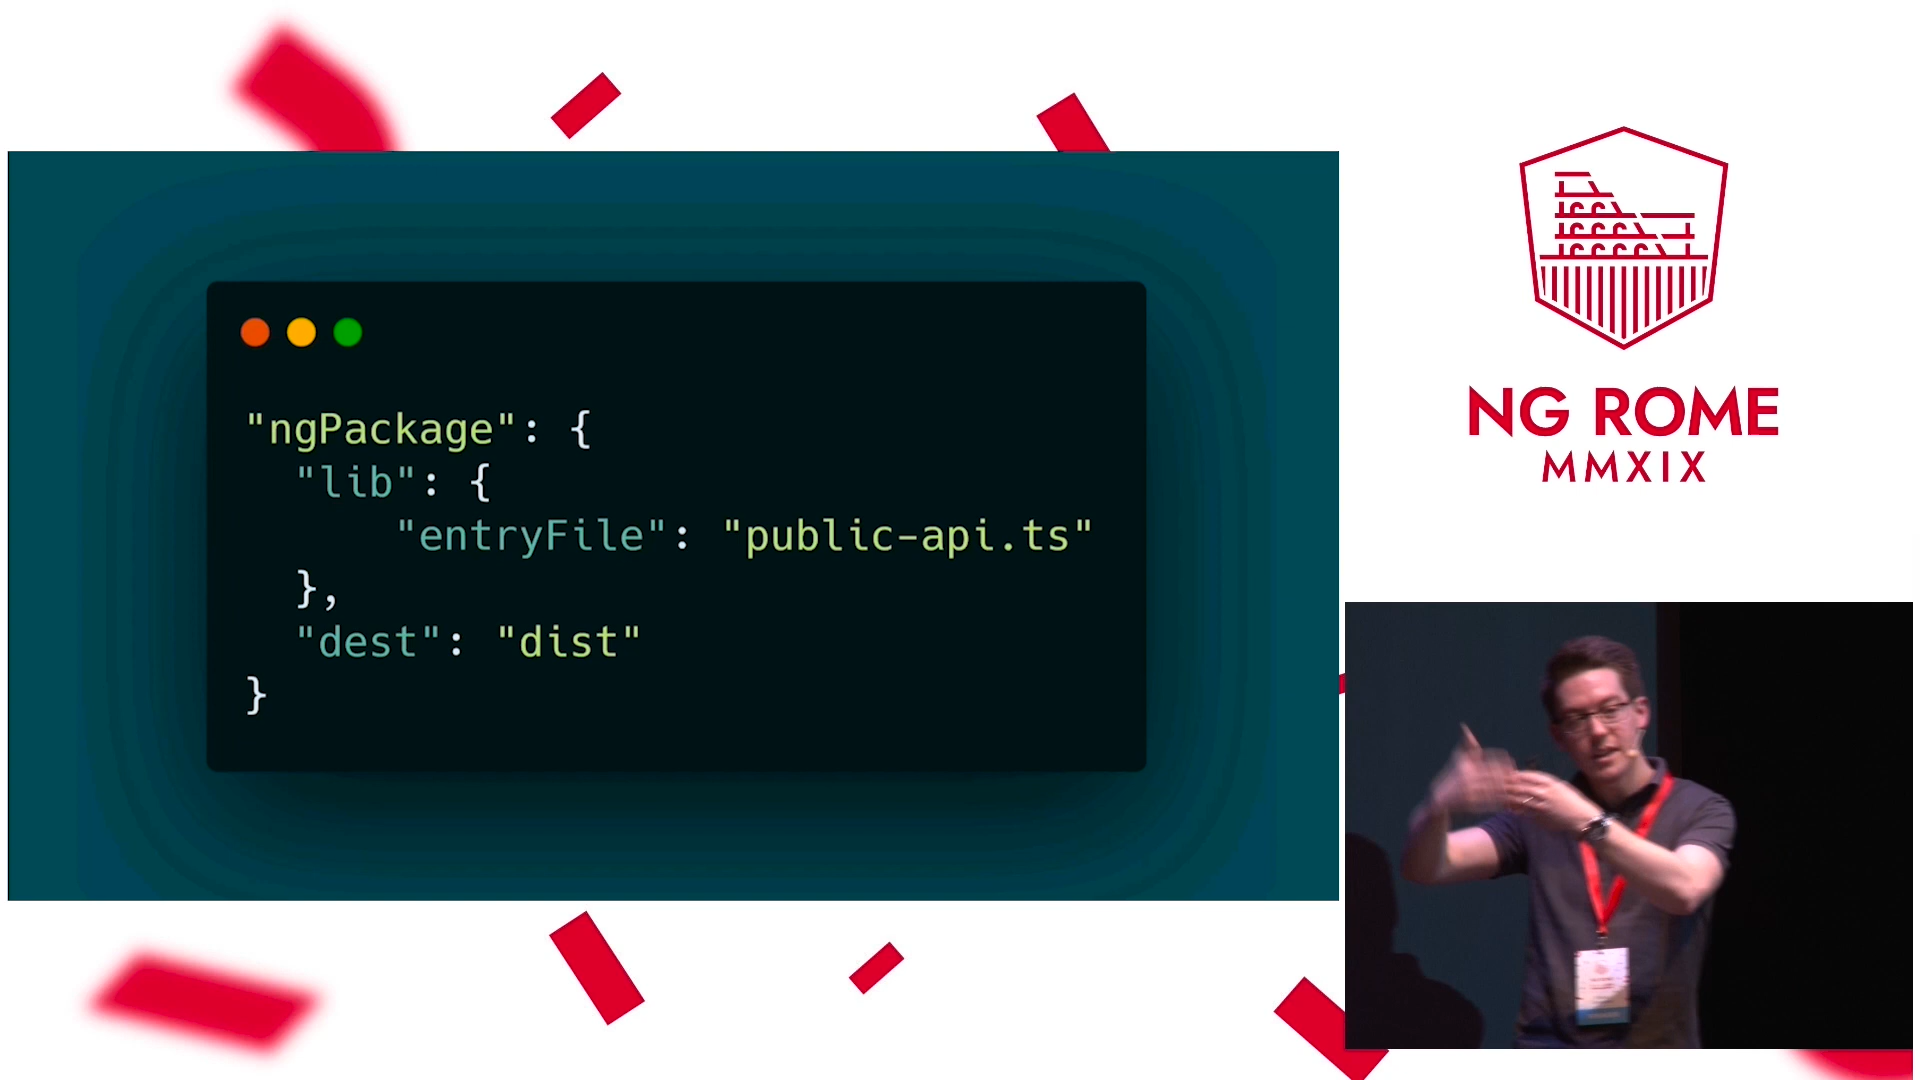 "ngPackage": {
"lib": {
"entryFile": "public-api.ts"
},
"dest": "dist"
}
NG ROME
MMXIX